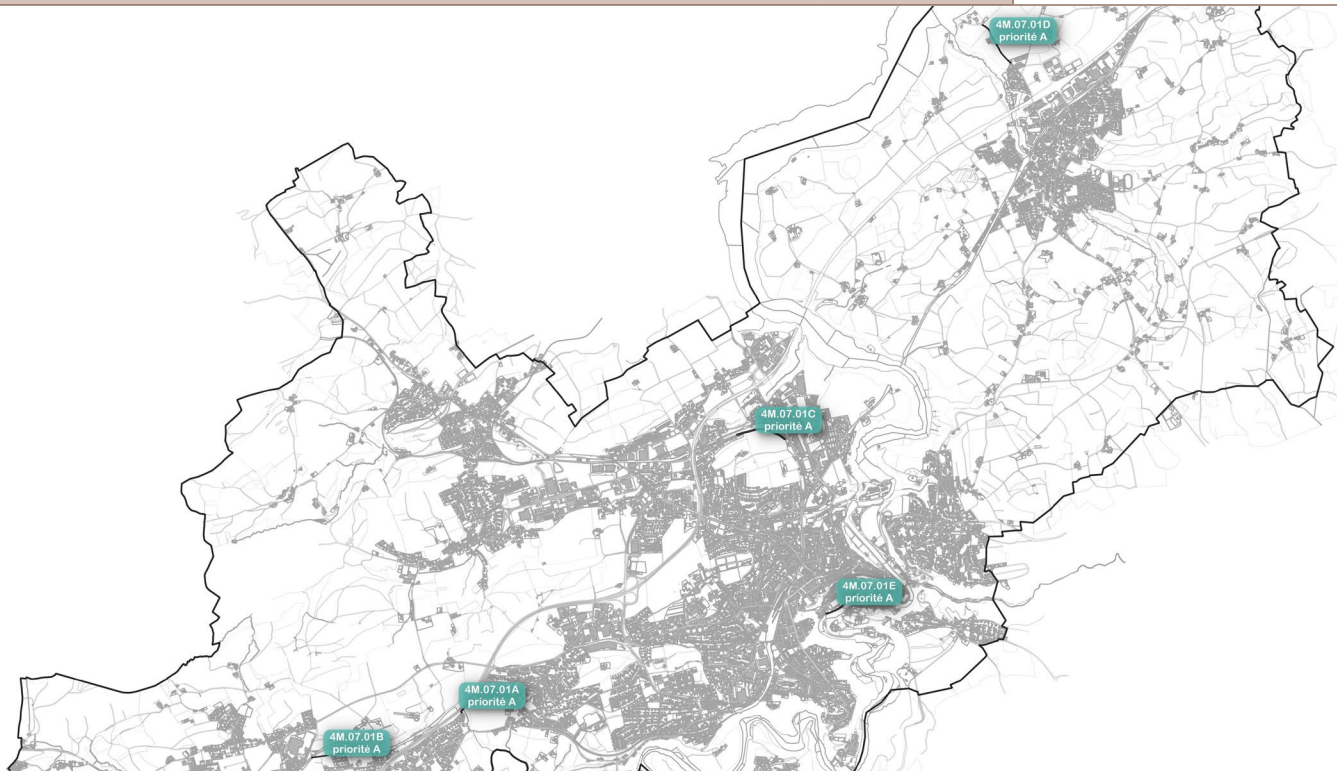 4M.07.01D
priorité A
4M.07.01C
priorité A
4M.07.01E
priorité A
4M.07.01A
priorité A
4M.07.01B
priorité A